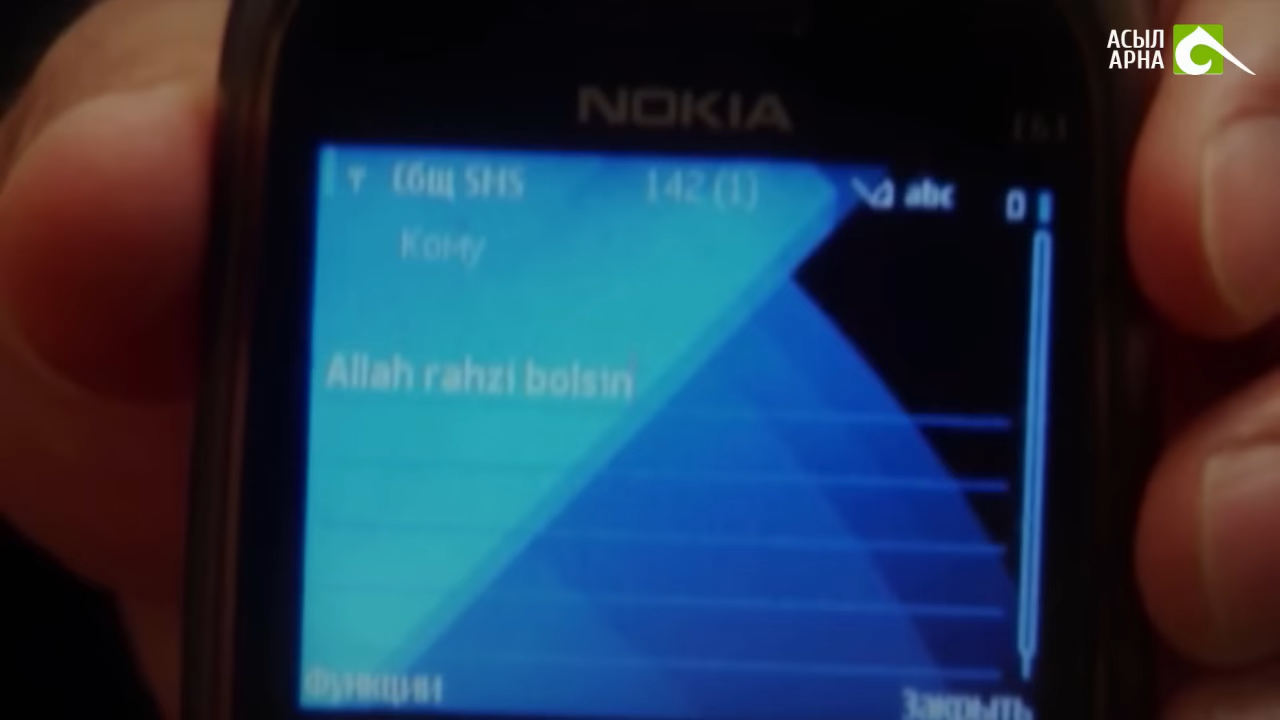 АСЫЛ
АРНА
NOKIA
Сбщ SMS 142 (1) abc 0
Кому
Allah rahzi bolsin
Функции Закрыть